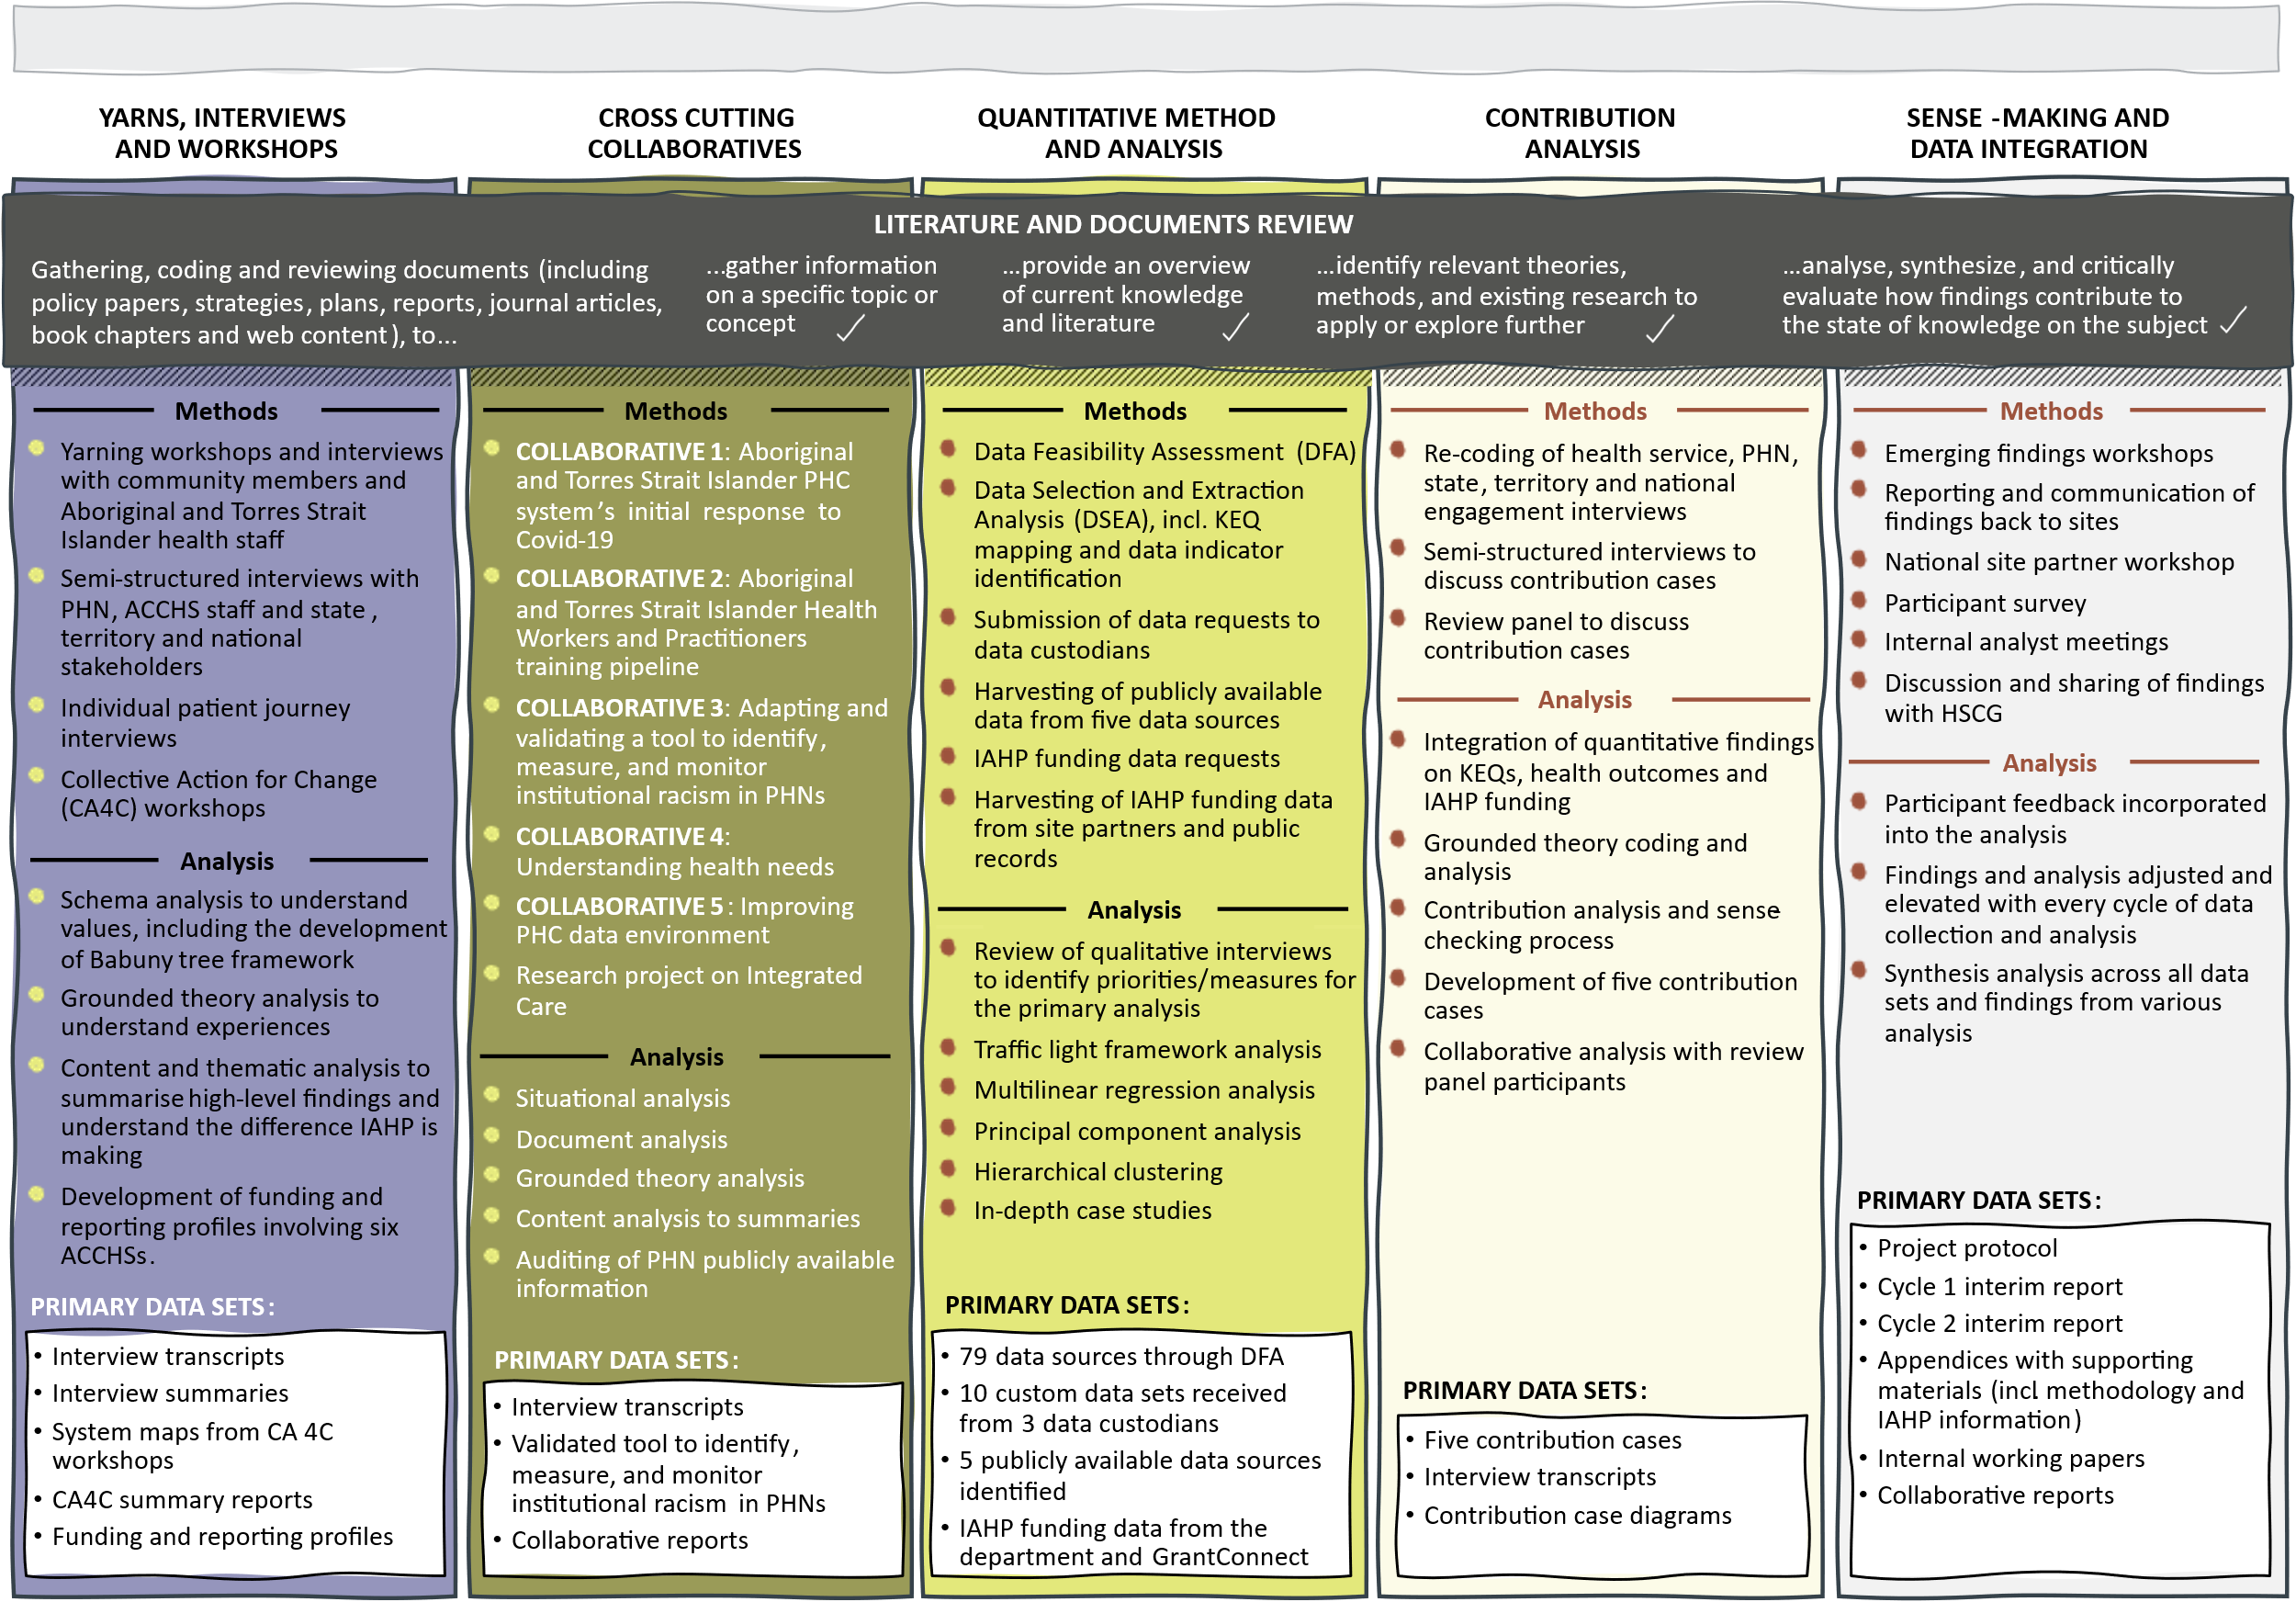 YARNS, INTERVIEWS
AND WORKSHOPS
CROSS CUTTING
COLLABORATIVES
QUANTITATIVE METHOD
AND ANALYSIS
CONTRIBUTION
ANALYSIS
SENSE -MAKING AND
DATA INTEGRATION
LITERATURE AND DOCUMENTS REVIEW
Gathering, coding and reviewing documents (including
policy papers, strategies, plans, reports, journal articles,
book chapters and web content), to...
...gather information
on a specific topic or
concept ✓
...provide an overview
of current knowledge
and literature ✓
...identify relevant theories,
methods, and existing research to
apply or explore further ✓
...analyse, synthesize, and critically
evaluate how findings contribute to
the state of knowledge on the subject ✓
Methods
Yarning workshops and interviews
with community members and
Aboriginal and Torres Strait
Islander health staff
Semi-structured interviews with
PHN, ACCHS staff and state,
territory and national
stakeholders
Individual patient journey
interviews
Collective Action for Change
(CA4C) workshops
Analysis
Schema analysis to understand
values, including the development
of Babuny tree framework
Grounded theory analysis to
understand experiences
Content and thematic analysis to
summarise high-level findings and
understand the difference IAHP is
making
Development of funding and
reporting profiles involving six
ACCHSs.
PRIMARY DATA SETS:
• Interview transcripts
• Interview summaries
• System maps from CA 4C
workshops
• CA4C summary reports
• Funding and reporting profiles
Methods
COLLABORATIVE 1: Aboriginal
and Torres Strait Islander PHC
system's initial response to
Covid-19
COLLABORATIVE 2: Aboriginal
and Torres Strait Islander Health
Workers and Practitioners
training pipeline
COLLABORATIVE 3: Adapting and
validating a tool to identify,
measure, and monitor
institutional racism in PHNs
COLLABORATIVE 4:
Understanding health needs
COLLABORATIVE 5: Improving
PHC data environment
Research project on Integrated
Care
Analysis
Situational analysis
Document analysis
Grounded theory analysis
Content analysis to summaries
Auditing of PHN publicly available
information
PRIMARY DATA SETS:
• Interview transcripts
• Validated tool to identify,
measure, and monitor
institutional racism in PHNs
• Collaborative reports
Methods
Data Feasibility Assessment (DFA)
Data Selection and Extraction
Analysis (DSEA), incl. KEQ
mapping and data indicator
identification
Submission of data requests to
data custodians
Harvesting of publicly available
data from five data sources
IAHP funding data requests
Harvesting of IAHP funding data
from site partners and public
records
Analysis
Review of qualitative interviews
to identify priorities/measures for
the primary analysis
Traffic light framework analysis
Multilinear regression analysis
Principal component analysis
Hierarchical clustering
In-depth case studies
PRIMARY DATA SETS:
• 79 data sources through DFA
• 10 custom data sets received
from 3 data custodians
• 5 publicly available data sources
identified
• IAHP funding data from the
department and GrantConnect
Methods
Re-coding of health service, PHN,
state, territory and national
engagement interviews
Semi-structured interviews to
discuss contribution cases
Review panel to discuss
contribution cases
Analysis
Integration of quantitative findings
on KEQs, health outcomes and
IAHP funding
Grounded theory coding and
analysis
Contribution analysis and sense
checking process
Development of five contribution
cases
Collaborative analysis with review
panel participants
PRIMARY DATA SETS:
• Five contribution cases
• Interview transcripts
• Contribution case diagrams
Methods
Emerging findings workshops
Reporting and communication of
findings back to sites
National site partner workshop
Participant survey
Internal analyst meetings
Discussion and sharing of findings
with HSCG
Analysis
Participant feedback incorporated
into the analysis
Findings and analysis adjusted and
elevated with every cycle of data
collection and analysis
Synthesis analysis across all data
sets and findings from various
analysis
PRIMARY DATA SETS:
• Project protocol
• Cycle 1 interim report
• Cycle 2 interim report
• Appendices with supporting
materials (incl. methodology and
IAHP information)
• Internal working papers
• Collaborative reports